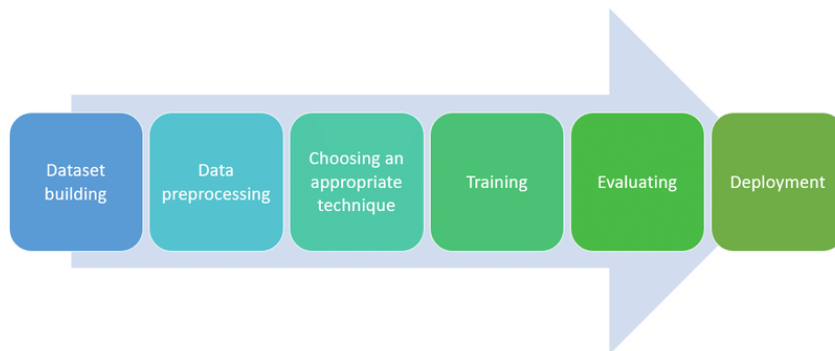 Dataset
building
Data
preprocessing
Choosing an
appropriate
technique
Training
Evaluating
Deployment